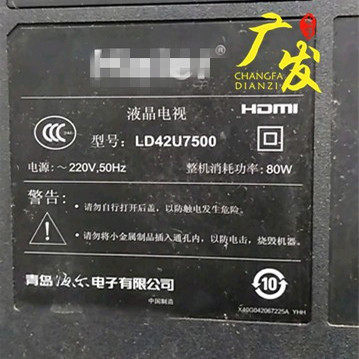 Haier®
广发
CHANGFA
DIANZI
液晶电视
HDMI
CCC
型号：LD42U7500
电源：～220V,50Hz
整机消耗功率：80W
警告：
• 请勿自行打开后盖，以防触电发生危险。
• 请勿将小金属制品插入通孔内，以防电击，烧毁机器。
青岛海尔电子有限公司
中国制造
10
X40G042067225A YHH